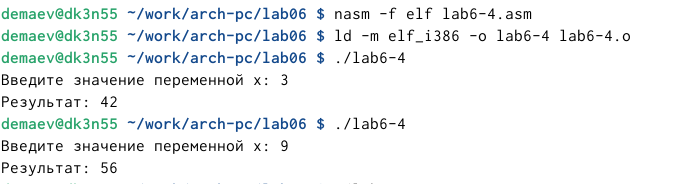 demaev@dk3n55 ~/work/arch-pc/lab06 $ nasm -f elf lab6-4.asm
demaev@dk3n55 ~/work/arch-pc/lab06 $ ld -m elf_i386 -o lab6-4 lab6-4.o
demaev@dk3n55 ~/work/arch-pc/lab06 $ ./lab6-4
Введите значение переменной x: 3
Результат: 42
demaev@dk3n55 ~/work/arch-pc/lab06 $ ./lab6-4
Введите значение переменной x: 9
Результат: 56